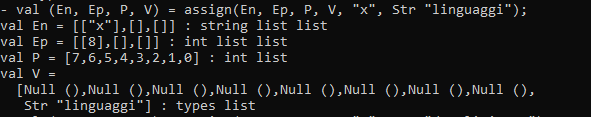 - val (En, Ep, P, V) = assign(En, Ep, P, V, "x", Str "linguaggi");
val En = [["x"],[],[]] : string list list
val Ep = [[8],[],[]] : int list list
val P = [7,6,5,4,3,2,1,0] : int list
val V =
[Null (),Null (),Null (),Null (),Null (),Null (),Null (),Null (),
Str "linguaggi"] : types list